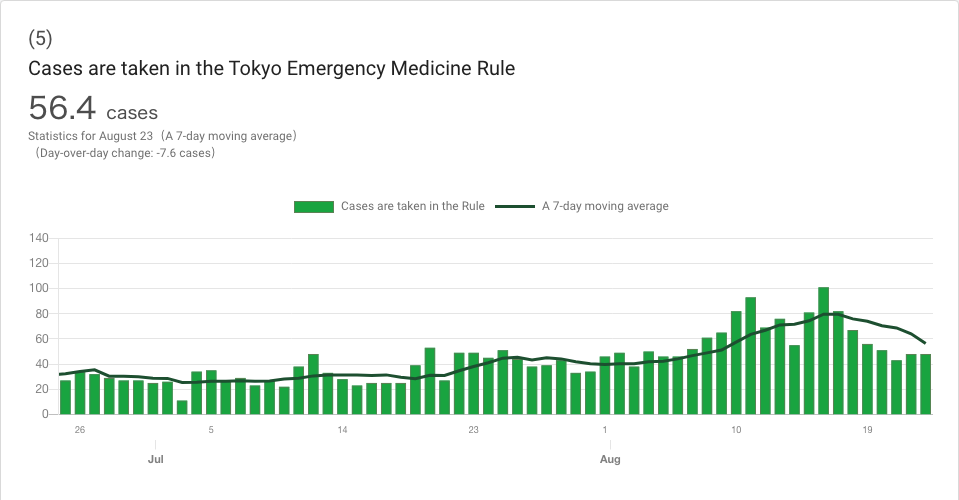 (5)
Cases are taken in the Tokyo Emergency Medicine Rule
56.4 cases
Statistics for August 23（A 7-day moving average）
（Day-over-day change: -7.6 cases）
Cases are taken in the Rule A 7-day moving average
140
120
100
80
60
40
20
0
26 5 14 23 1 10 19
Jul Aug